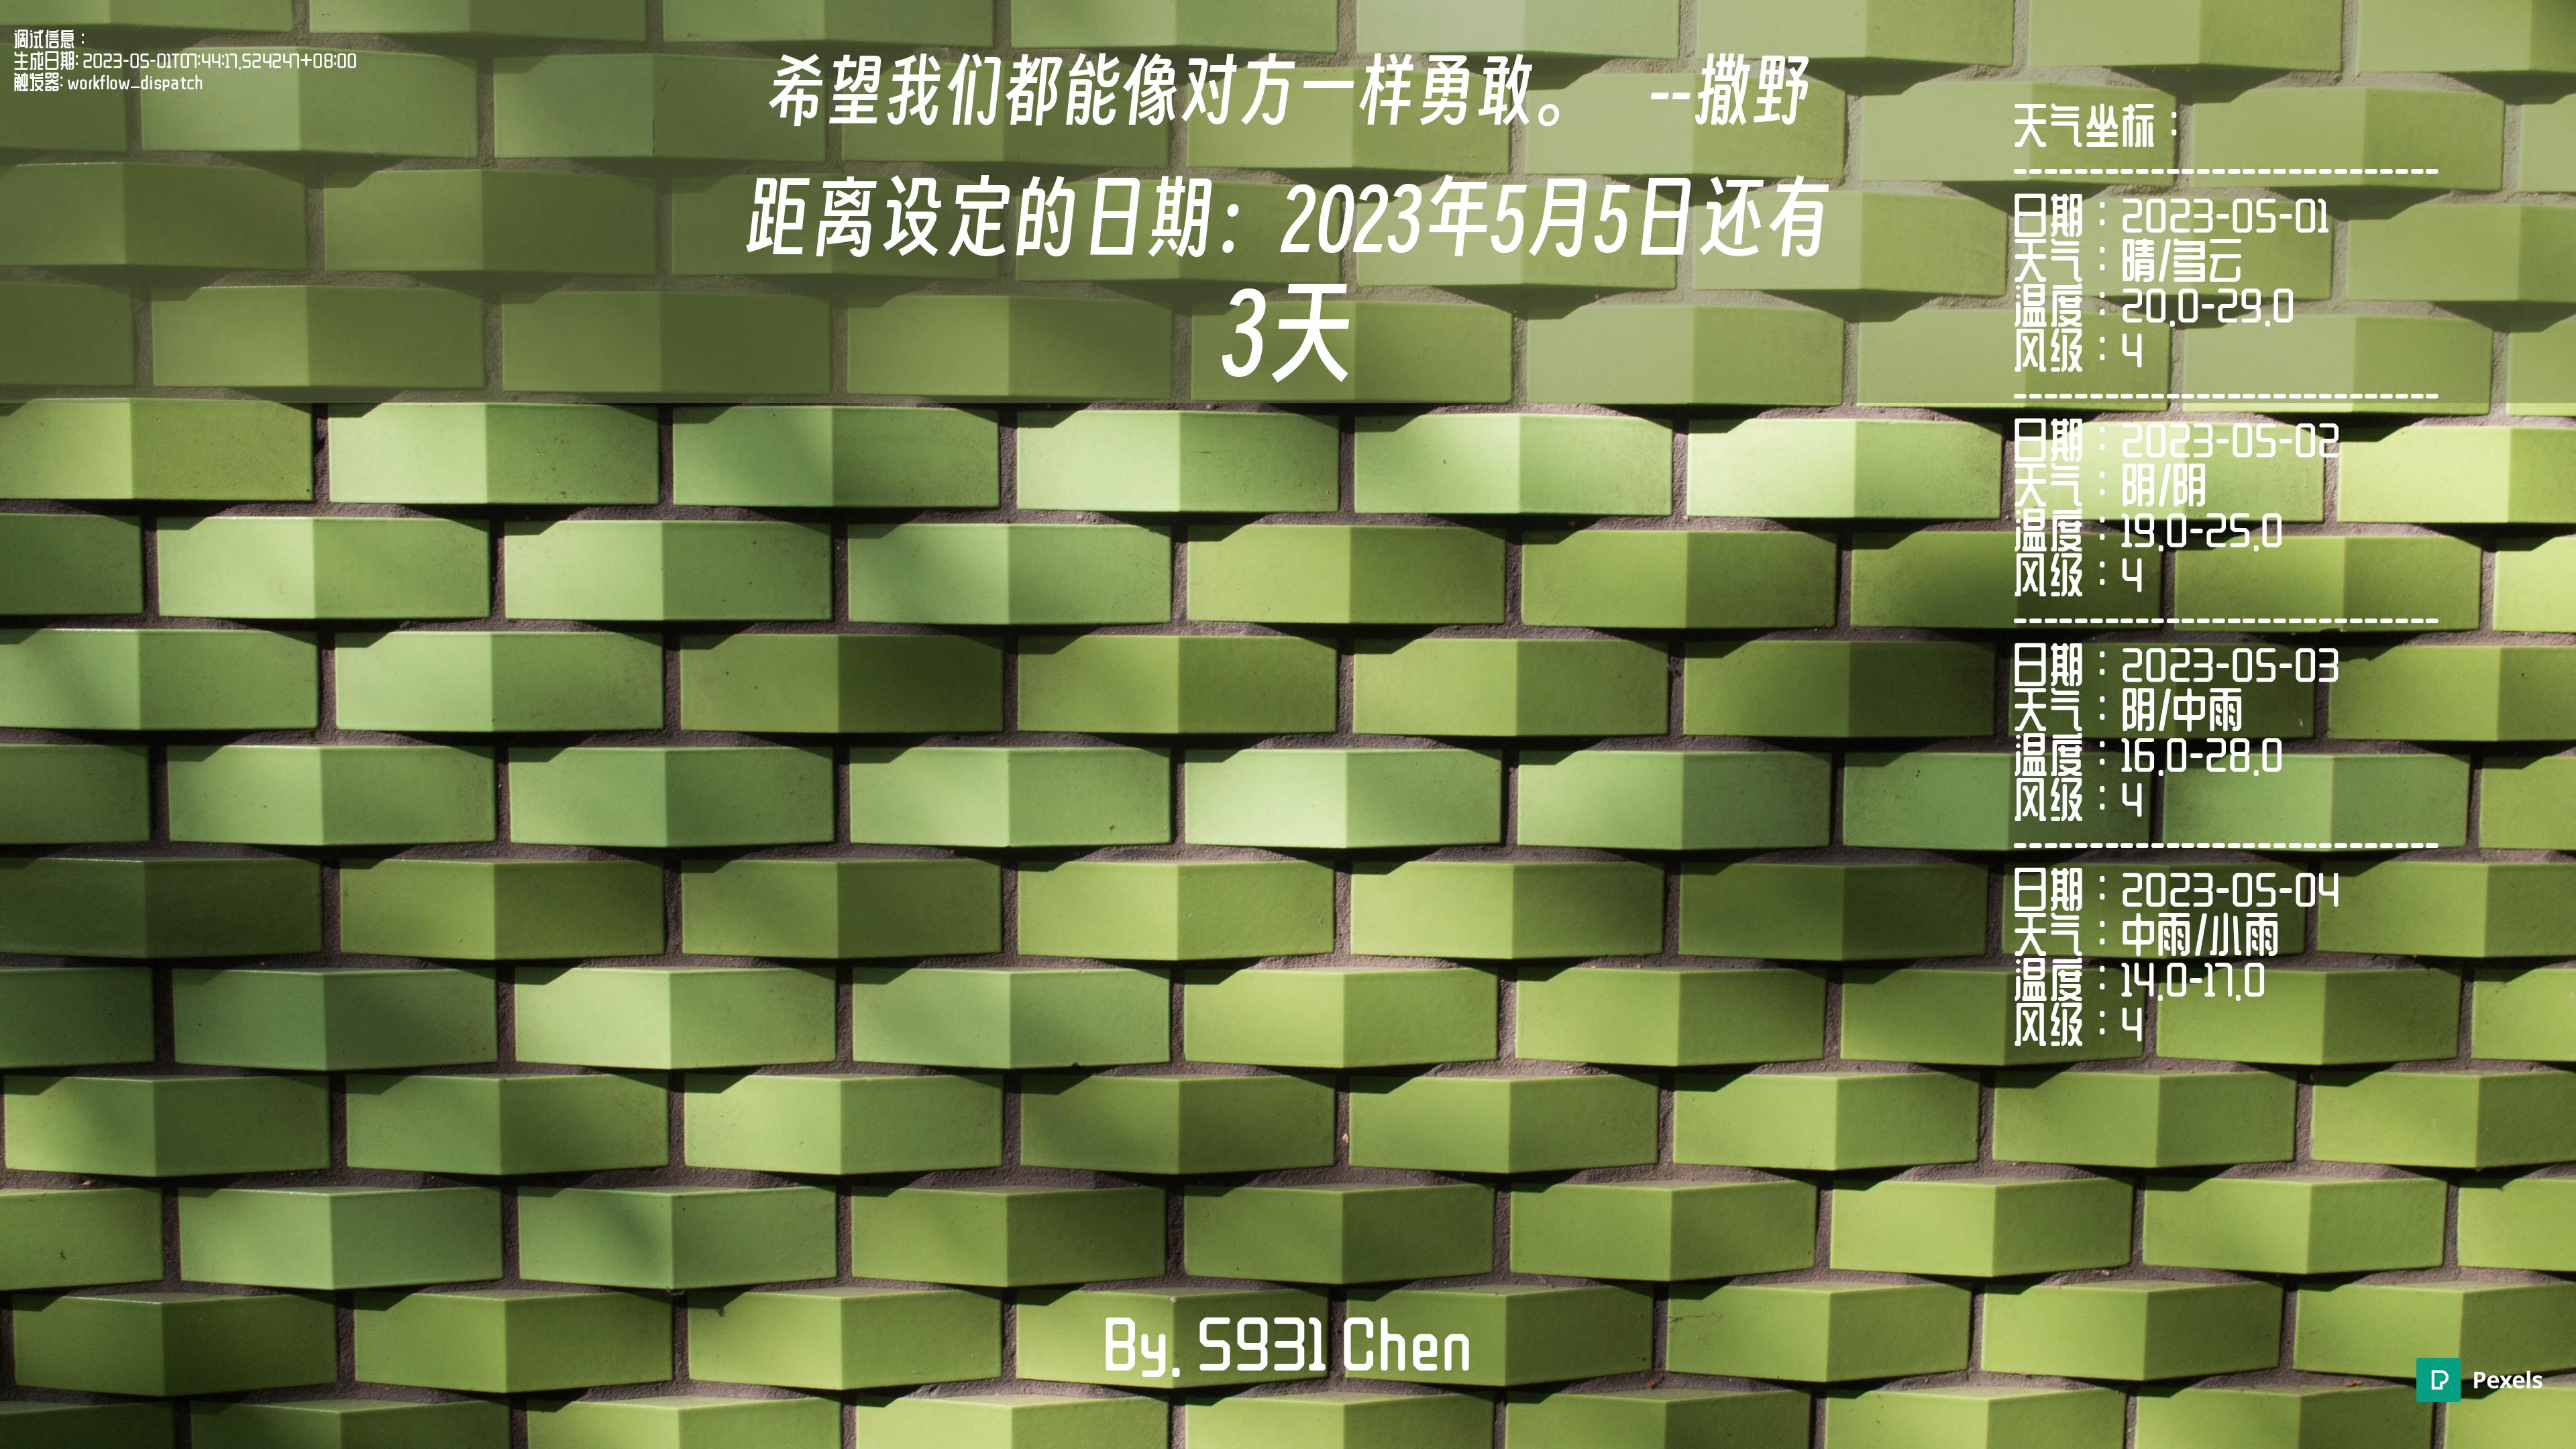 调试信息：
生成日期: 2023-05-01T07:44:17.524247+08:00
触发器: workflow_dispatch
希望我们都能像对方一样勇敢。 --撒野
距离设定的日期：2023年5月5日还有
3天
天气坐标：
------------------------------
日期：2023-05-01
天气：晴/多云
温度：20.0-29.0
风级：4
------------------------------
日期：2023-05-02
天气：阴/阴
温度：19.0-25.0
风级：4
------------------------------
日期：2023-05-03
天气：阴/中雨
温度：16.0-28.0
风级：4
------------------------------
日期：2023-05-04
天气：中雨/小雨
温度：14.0-17.0
风级：4
By. S931 Chen
Pexels